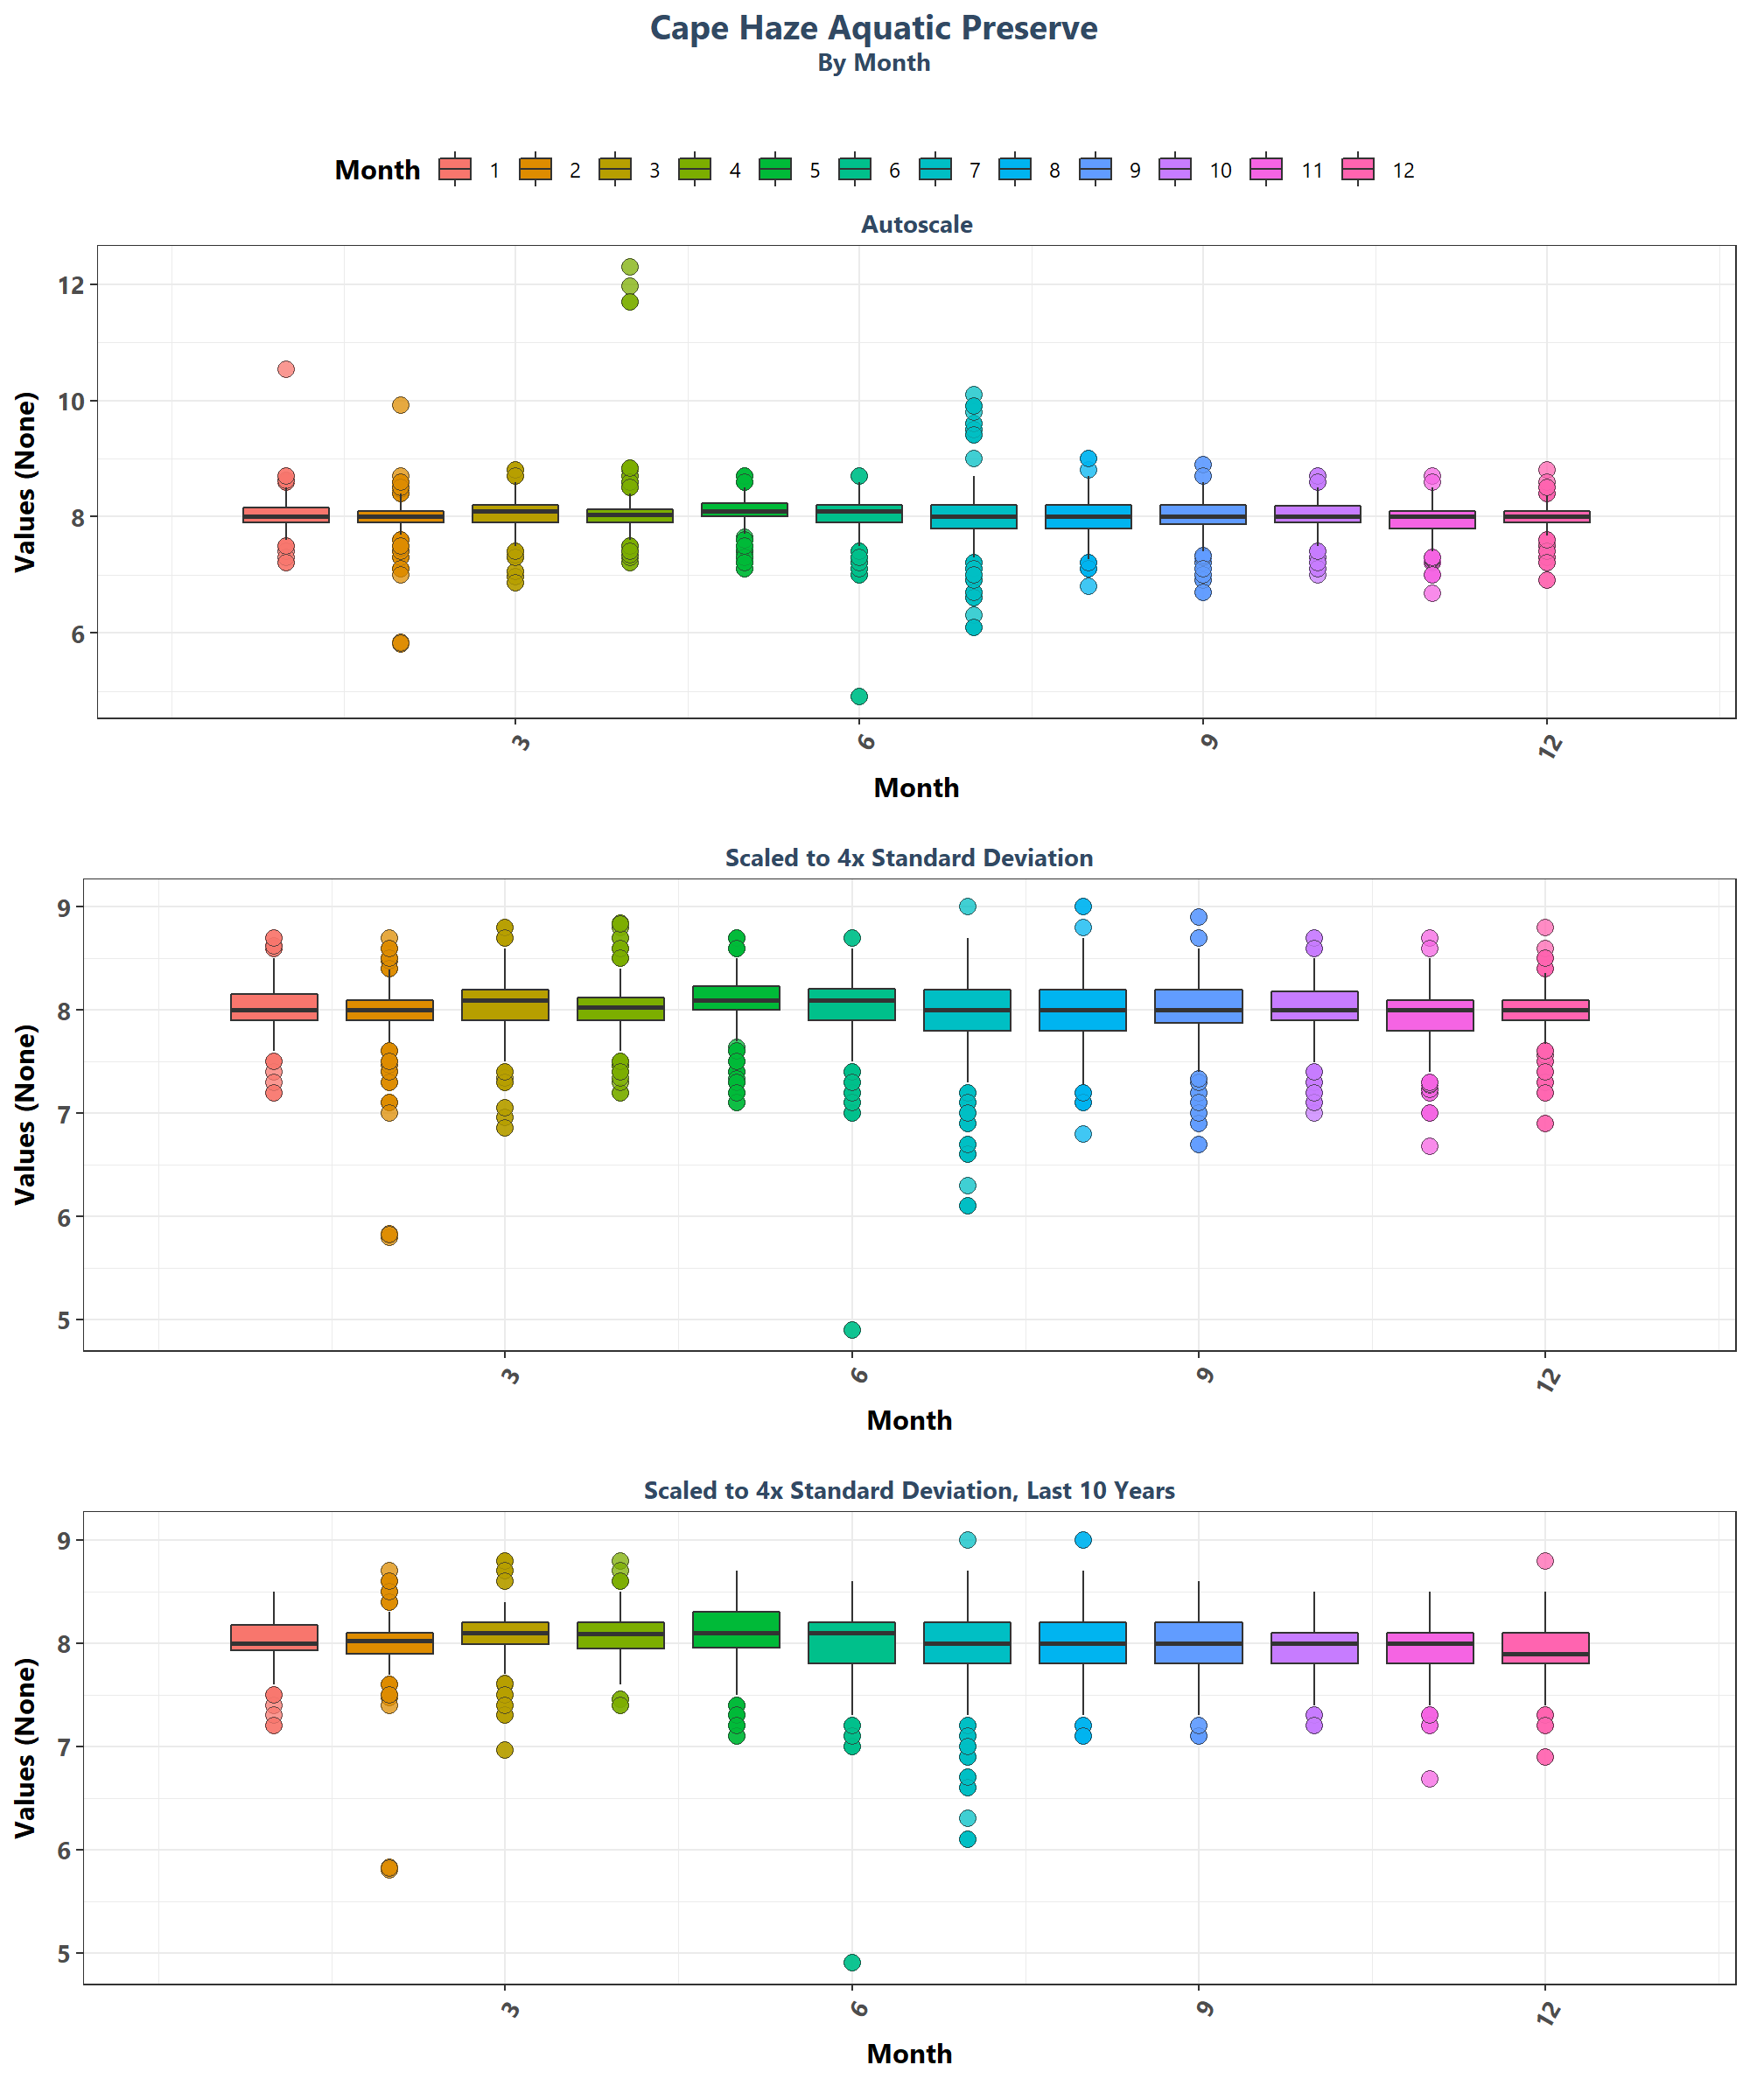 Cape Haze Aquatic Preserve
By Month
Month 1 2 3 4 5 6 7 8 9 10 11 12
Autoscale
12
10
8
6
Values (None)
3 6 9 12
Month
Scaled to 4x Standard Deviation
9
8
7
6
5
Values (None)
3 6 9 12
Month
Scaled to 4x Standard Deviation, Last 10 Years
9
8
7
6
5
Values (None)
3 6 9 12
Month